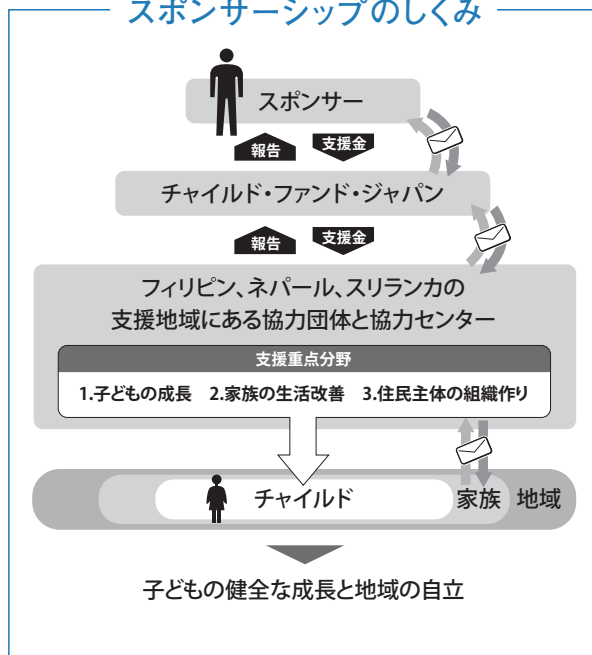 スポンサーシップのしくみ
スポンサー
報告 支援金
チャイルド・ファンド・ジャパン
報告 支援金
フィリピン、ネパール、スリランカの
支援地域にある協力団体と協力センター
支援重点分野
1.子どもの成長 2.家族の生活改善 3.住民主体の組織作り
チャイルド 家族 地域
子どもの健全な成長と地域の自立